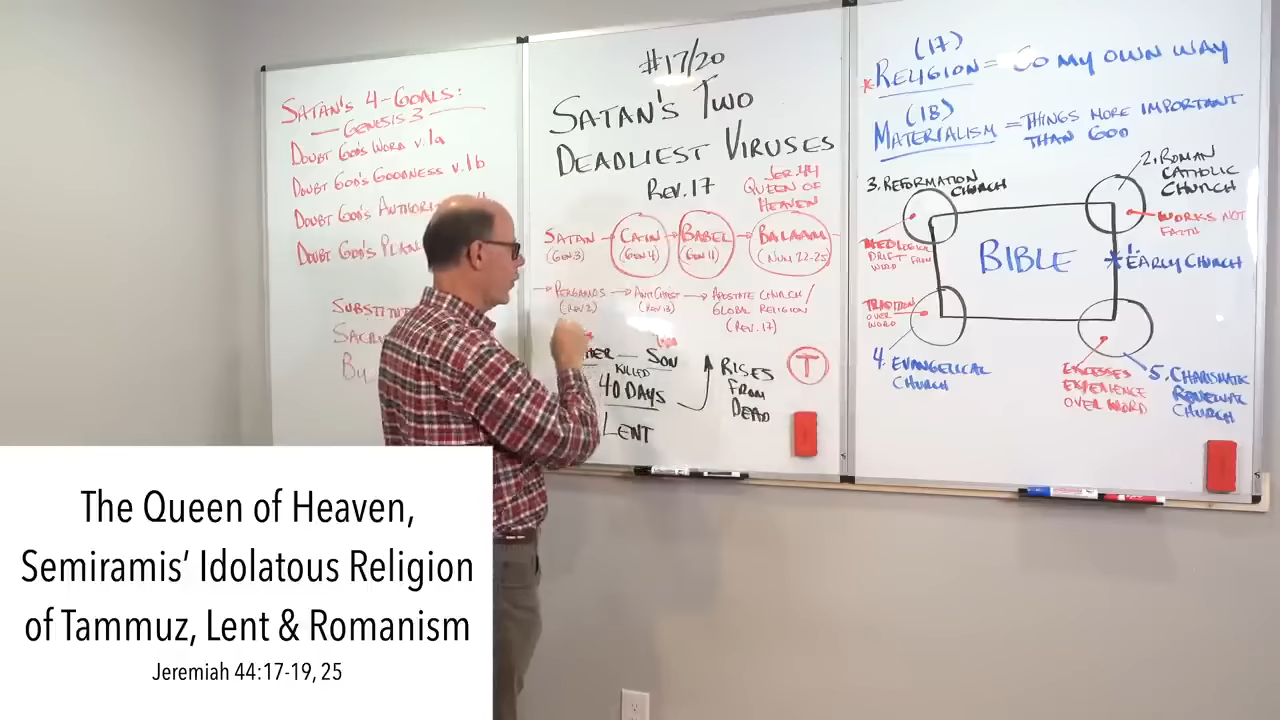 SATAN'S 4-GOALS:
GENESIS 3
DOUBT GOD'S WORD v.1a
DOUBT GOD'S GOODNESS v.1b
DOUBT GOD'S
DOUBT GOD'S
#17/20
SATAN'S TWO
DEADLIEST VIRUSES
REV. 17
JER. 44
QUEEN OF
HEAVEN
SATAN → CAIN → BABEL → BALAAM
(GEN 3) (GEN 4) (GEN 11) (NUM 22-25)
→ PERGAMOS → ANTICHRIST → APOSTATE CHURCH/
(REV 2) (REV 13) GLOBAL RELIGION
(REV. 17)
SON
KILLED
40 DAYS
LENT
RISES
FROM
DEAD
T
(17)
*RELIGION = GO MY OWN WAY
(18)
MATERIALISM = THINGS MORE IMPORTANT
THAN GOD
3. REFORMATION
CHURCH
2. ROMAN
CATHOLIC
CHURCH
WORKS NOT
FAITH
DRIFT FROM
WORD
BIBLE
1.
EARLY CHURCH
TRADITION
OVER
WORD
4. EVANGELICAL
CHURCH
EXCESSES
EXPERIENCE
OVER WORD
5. CHARISMATIC
RENEWAL
CHURCH
The Queen of Heaven,
Semiramis' Idolatous Religion
of Tammuz, Lent & Romanism
Jeremiah 44:17-19, 25